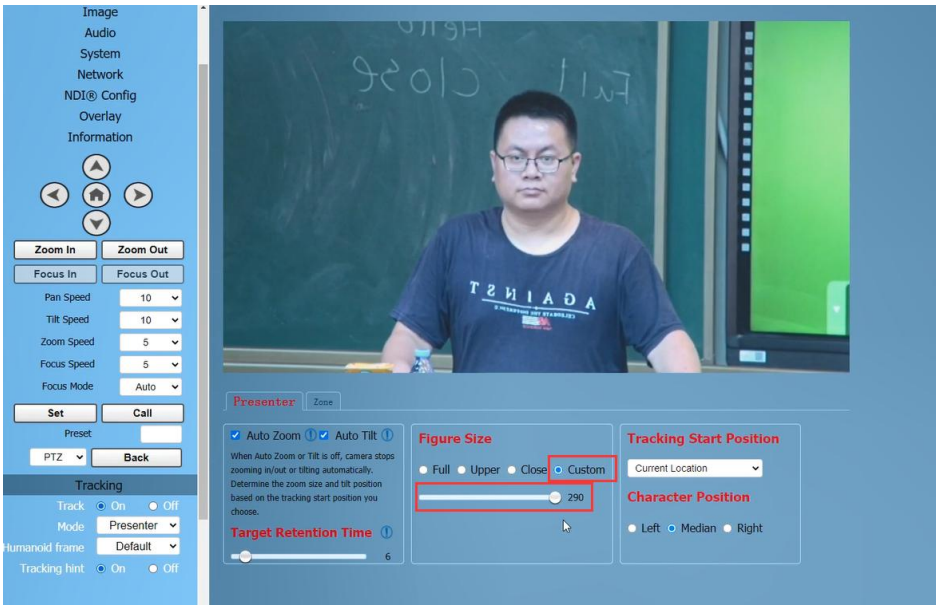 Image
Audio
System
Network
NDI® Config
Overlay
Information
Zoom In Zoom Out
Focus In Focus Out
Pan Speed 10
Tilt Speed 10
Zoom Speed 5
Focus Speed 5
Focus Mode Auto
Set Call
Preset
PTZ Back
Tracking
Track On Off
Mode Presenter
Humanoid frame Default
Tracking hint On Off
Hello
Full close
AGAINST
Presenter Zone
Auto Zoom Auto Tilt
When Auto Zoom or Tilt is off, camera stops
zooming in/out or tilting automatically.
Determine the zoom size and tilt position
based on the tracking start position you
choose.
Target Retention Time
6
Figure Size
Full Upper Close Custom
290
Tracking Start Position
Current Location
Character Position
Left Median Right